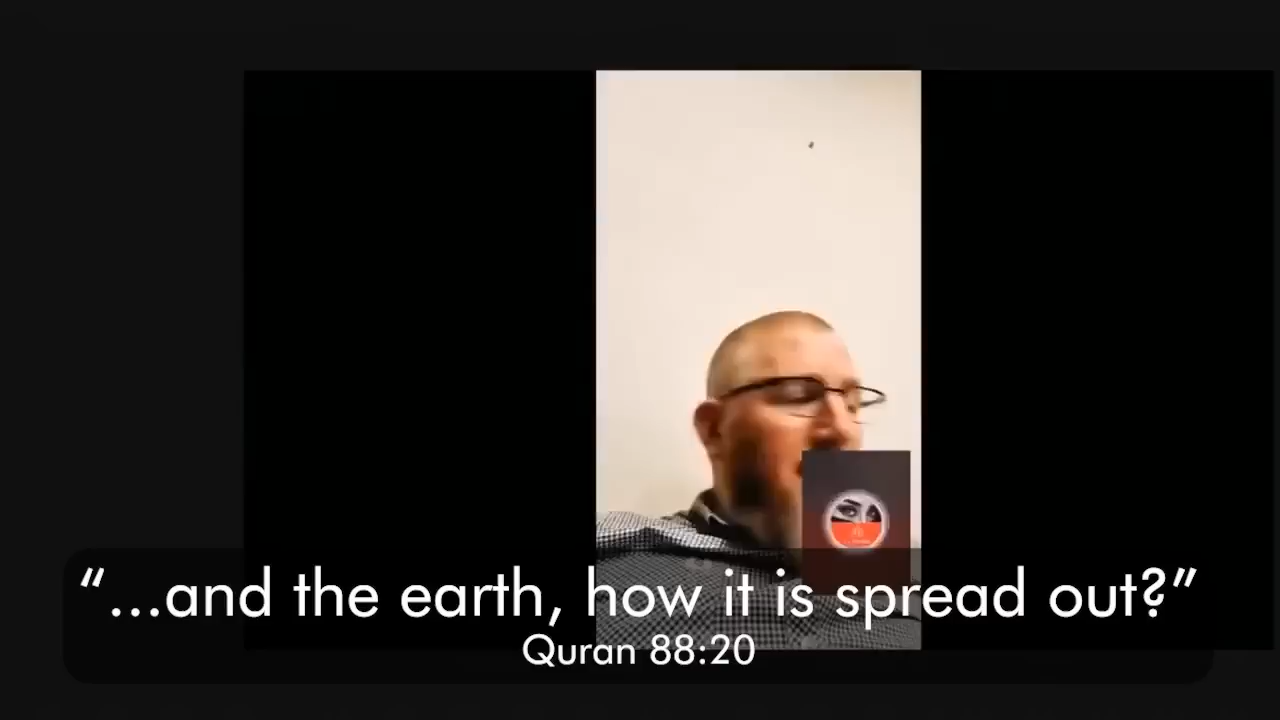 “...and the earth, how it is spread out?”
Quran 88:20